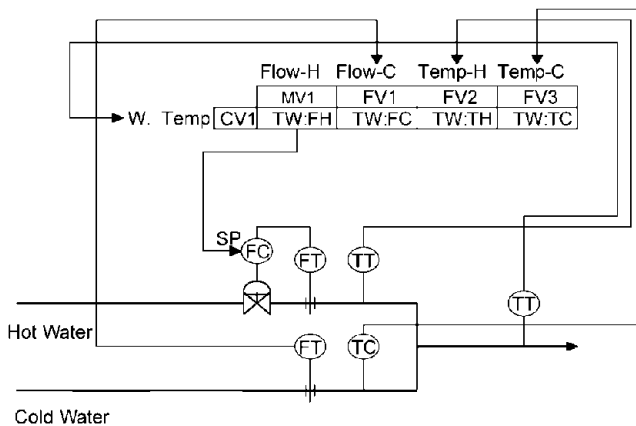 Flow-H Flow-C Temp-H Temp-C
MV1 FV1 FV2 FV3
W. Temp CV1 TW:FH TW:FC TW:TH TW:TC
SP
FC FT TT
TT
Hot Water
FT TC
Cold Water